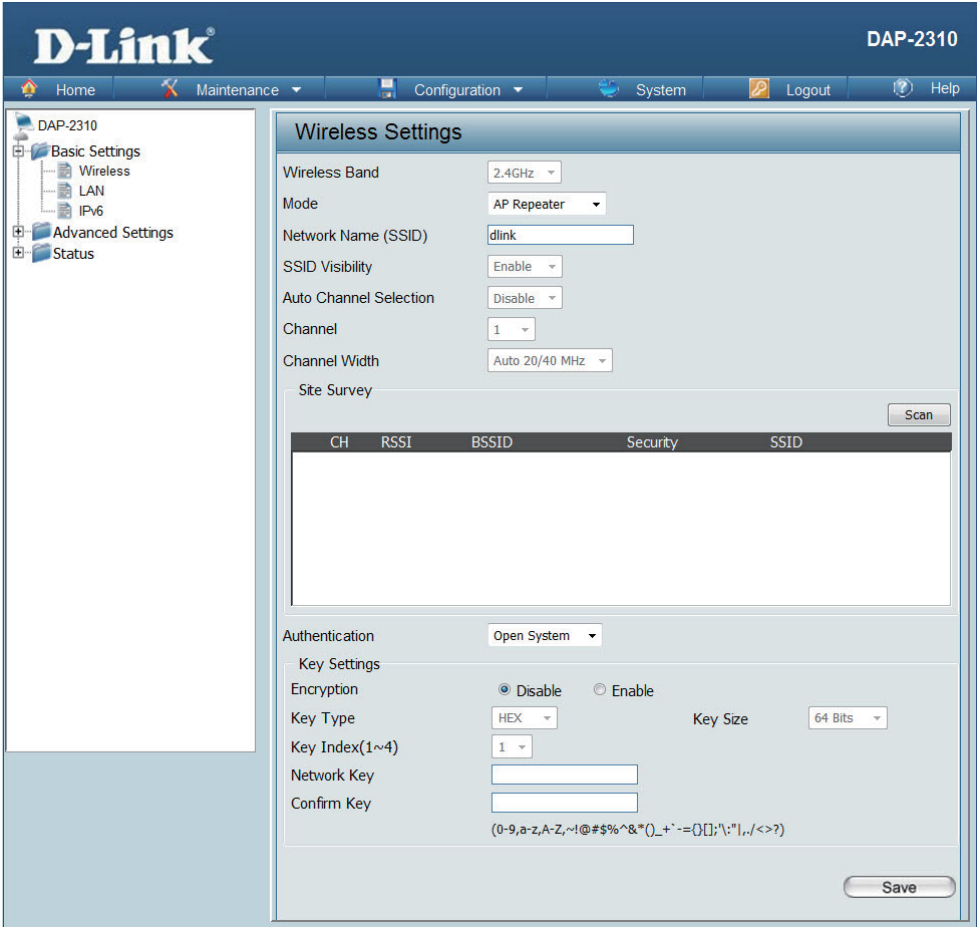 D-Link®
DAP-2310
Home Maintenance Configuration System Logout Help
DAP-2310
Basic Settings
Wireless
LAN
IPv6
Advanced Settings
Status
Wireless Settings
Wireless Band 2.4GHz
Mode AP Repeater
Network Name (SSID) dlink
SSID Visibility Enable
Auto Channel Selection Disable
Channel 1
Channel Width Auto 20/40 MHz
Site Survey
Scan
CH RSSI BSSID Security SSID
Authentication Open System
Key Settings
Encryption Disable Enable
Key Type HEX Key Size 64 Bits
Key Index(1~4) 1
Network Key
Confirm Key
(0-9,a-z,A-Z,~!@#$%^&*()_+`-={}[];'\:"|,./<>?)
Save